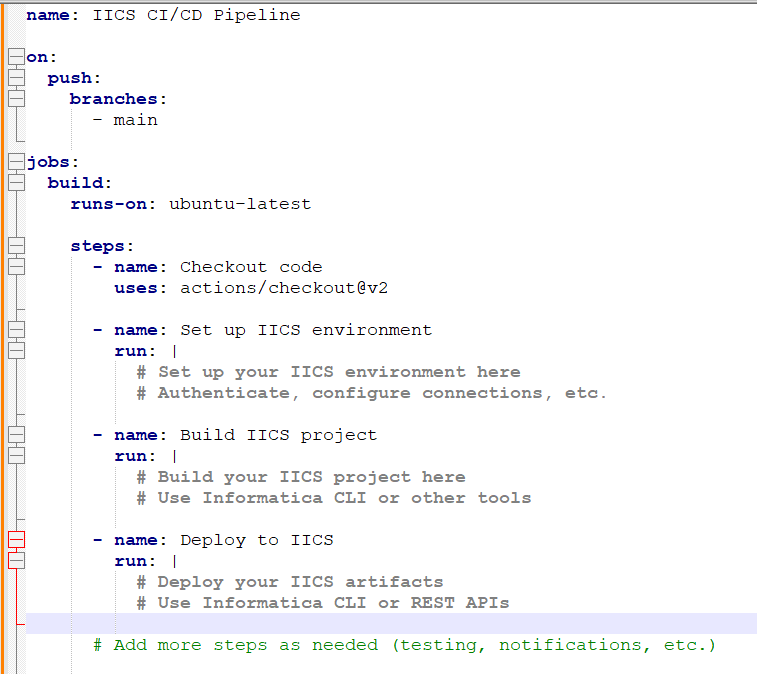 name: IICS CI/CD Pipeline
on:
push:
branches:
- main
jobs:
build:
runs-on: ubuntu-latest
steps:
- name: Checkout code
uses: actions/checkout@v2
- name: Set up IICS environment
run: |
# Set up your IICS environment here
# Authenticate, configure connections, etc.
- name: Build IICS project
run: |
# Build your IICS project here
# Use Informatica CLI or other tools
- name: Deploy to IICS
run: |
# Deploy your IICS artifacts
# Use Informatica CLI or REST APIs
# Add more steps as needed (testing, notifications, etc.)